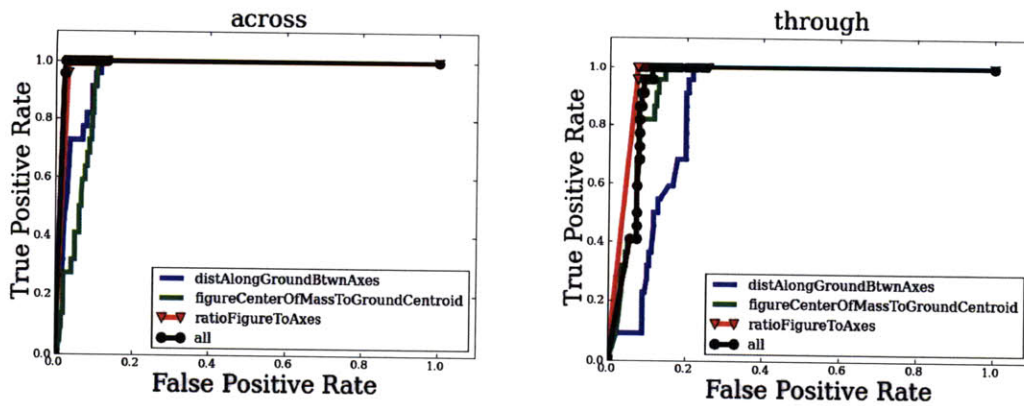 across
True Positive Rate
1.0
0.8
0.6
0.4
0.2
0.0
0.0 0.2 0.4 0.6 0.8 1.0
False Positive Rate
distAlongGroundBtwnAxes
figureCenterOfMassToGroundCentroid
ratioFigureToAxes
all
through
True Positive Rate
1.0
0.8
0.6
0.4
0.2
0.0
0.0 0.2 0.4 0.6 0.8 1.0
False Positive Rate
distAlongGroundBtwnAxes
figureCenterOfMassToGroundCentroid
ratioFigureToAxes
all